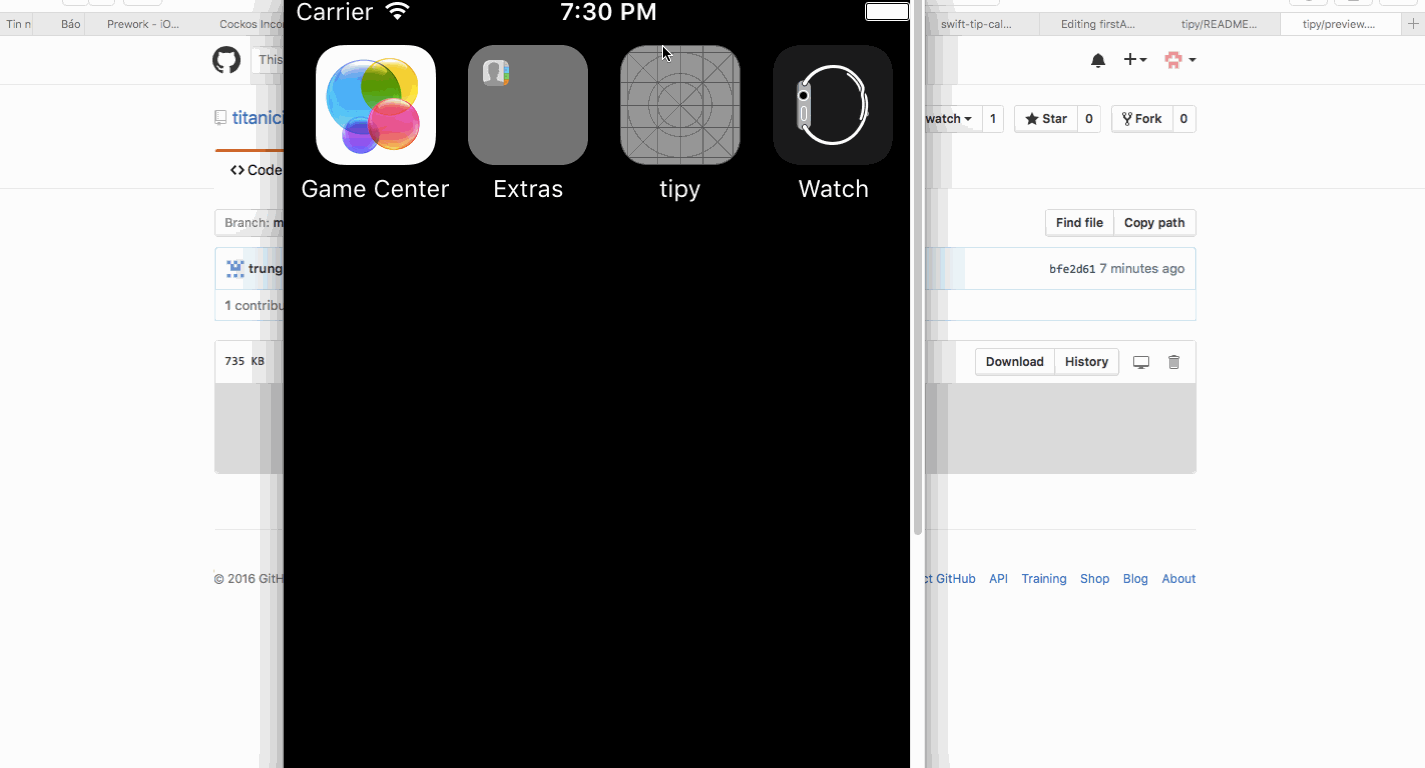 Carrier 7:30 PM
Tin n Báo Prework - iO... Cockos Inco swift-tip-cal... Editing firstA... tipy/README... tipy/preview....
This
titanici
watch 1 Star 0 Fork 0
Code
Game Center Extras tipy Watch
Branch: m
Find file Copy path
trung
bfe2d61 7 minutes ago
1 contribu
735 KB
Download History
© 2016 GitH
ct GitHub API Training Shop Blog About